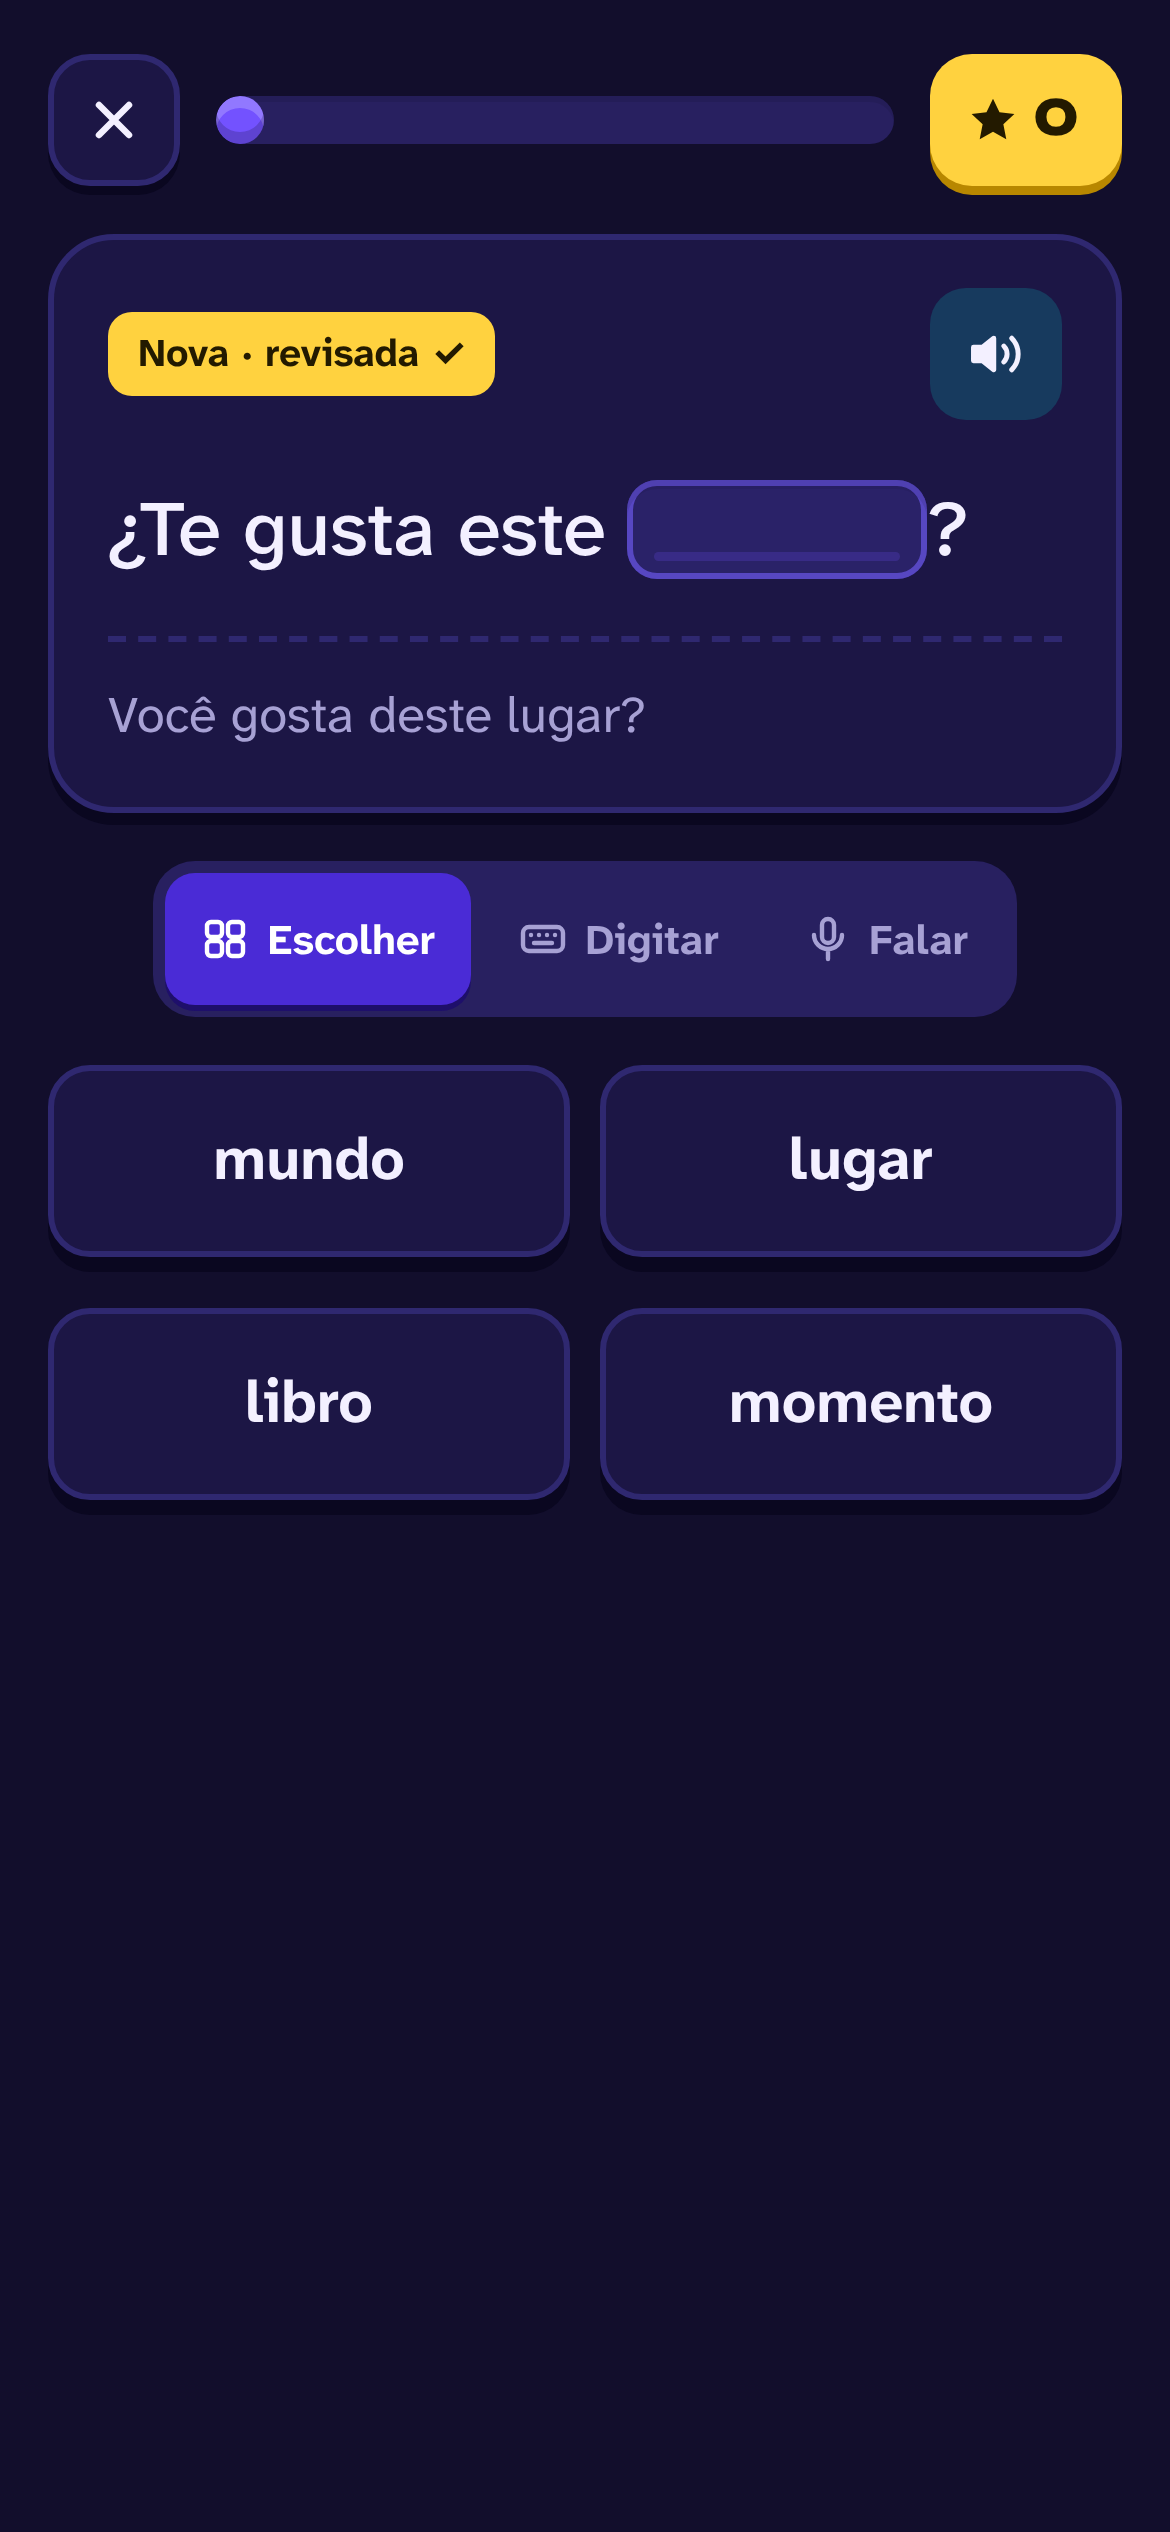 0
Nova · revisada
¿Te gusta este ?
Você gosta deste lugar?
Escolher Digitar Falar
mundo lugar
libro momento